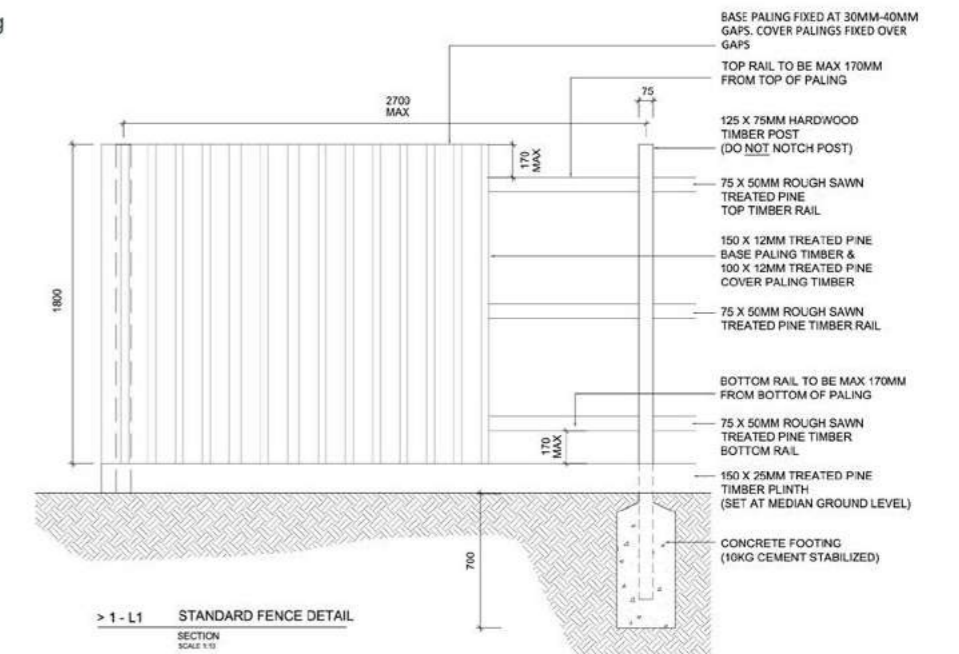 BASE PALING FIXED AT 30MM-40MM
GAPS. COVER PALINGS FIXED OVER
GAPS
TOP RAIL TO BE MAX 170MM
FROM TOP OF PALING
75
2700
MAX
125 X 75MM HARDWOOD
TIMBER POST
(DO NOT NOTCH POST)
170
MAX
75 X 50MM ROUGH SAWN
TREATED PINE
TOP TIMBER RAIL
150 X 12MM TREATED PINE
BASE PALING TIMBER &
100 X 12MM TREATED PINE
COVER PALING TIMBER
1800
75 X 50MM ROUGH SAWN
TREATED PINE TIMBER RAIL
BOTTOM RAIL TO BE MAX 170MM
FROM BOTTOM OF PALING
170
MAX
75 X 50MM ROUGH SAWN
TREATED PINE TIMBER
BOTTOM RAIL
150 X 25MM TREATED PINE
TIMBER PLINTH
(SET AT MEDIAN GROUND LEVEL)
700
CONCRETE FOOTING
(10KG CEMENT STABILIZED)
> 1 - L1 STANDARD FENCE DETAIL
SECTION
SCALE